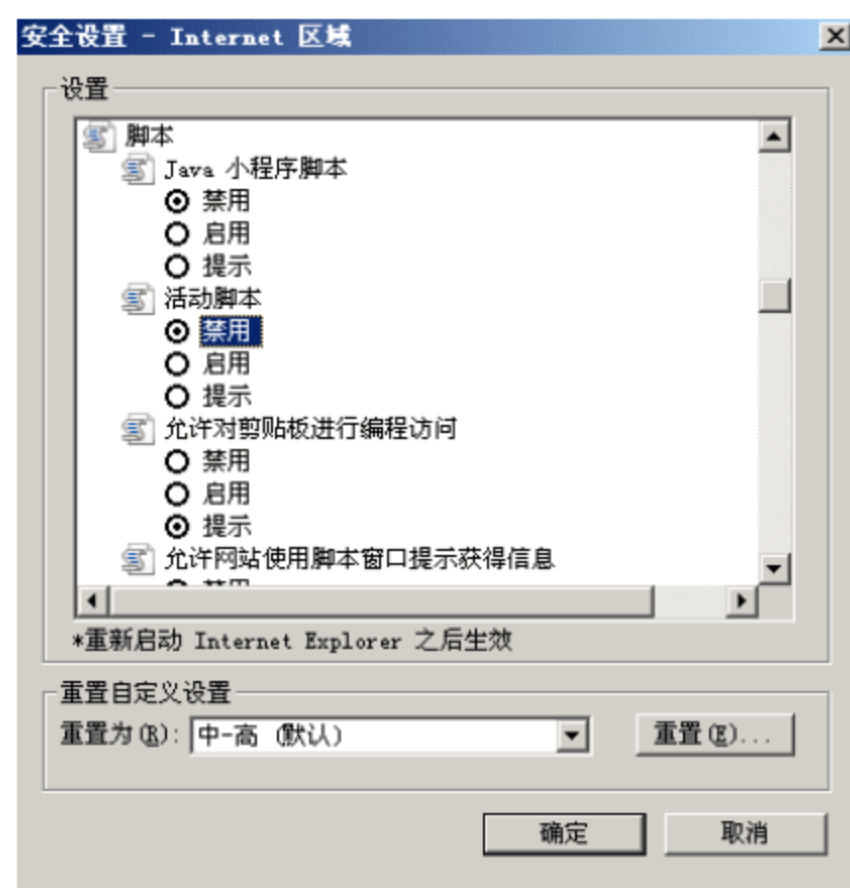 安全设置 - Internet 区域
设置
脚本
Java 小程序脚本
禁用
启用
提示
活动脚本
禁用
启用
提示
允许对剪贴板进行编程访问
禁用
启用
提示
允许网站使用脚本窗口提示获得信息
*重新启动 Internet Explorer 之后生效
重置自定义设置
重置为(R): 中-高 (默认) 重置(E)...
确定 取消